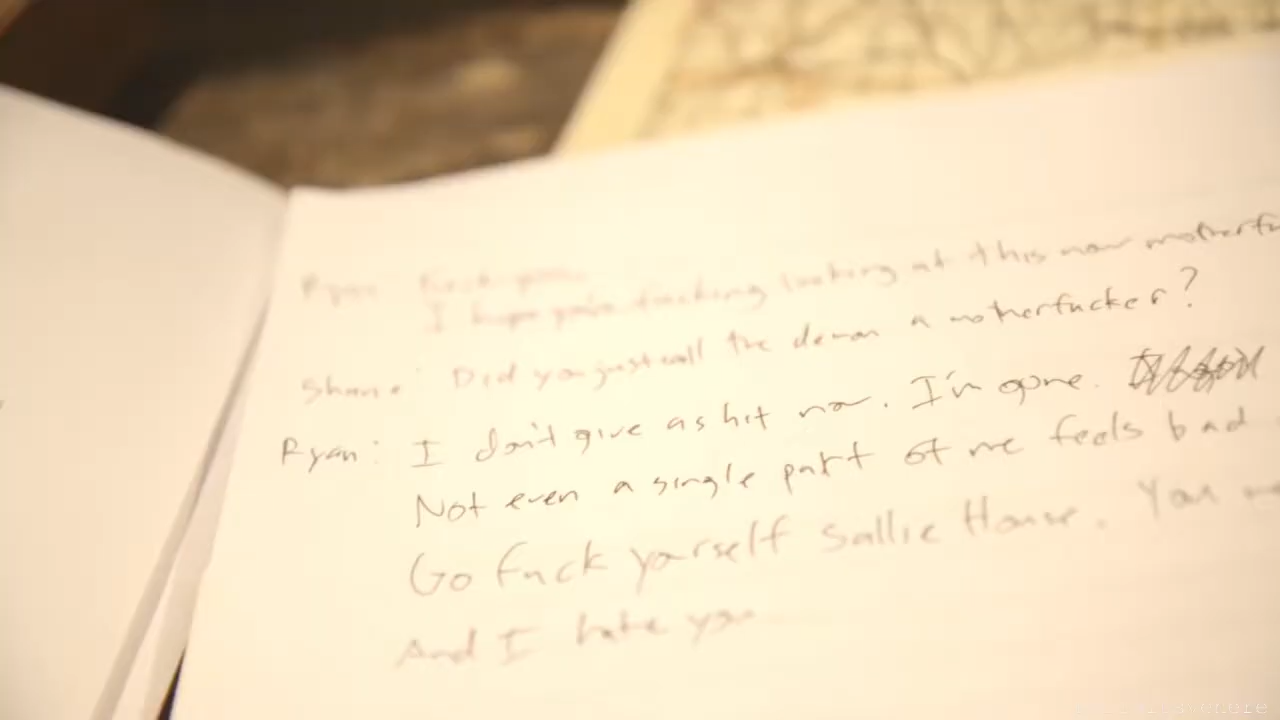 Ryan:
I hope you're fucking looking at this now motherfu
Shane: Did you just call the demon a motherfucker?
Ryan: I don't give a shit now. I'm gone.
Not even a single part of me feels bad
Go fuck yourself Sallie House. You
And I hate you